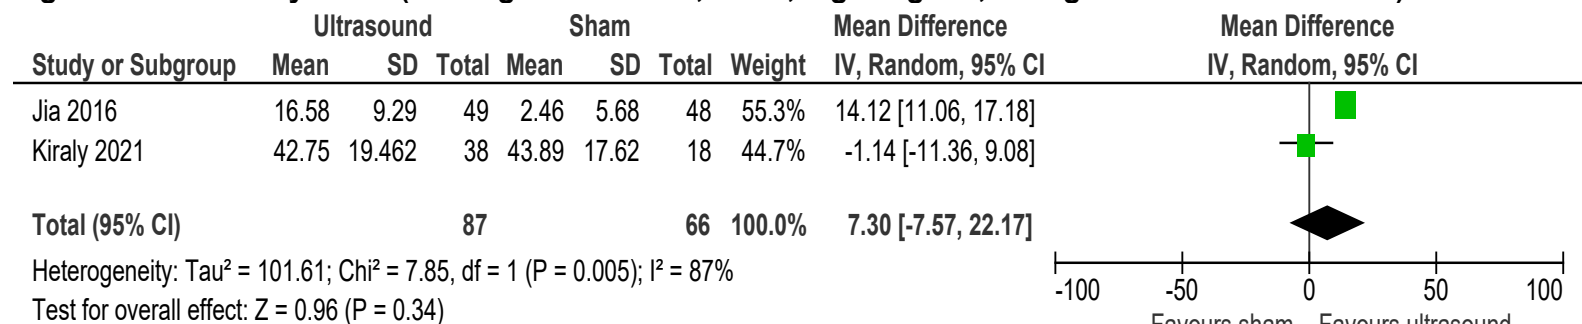 Ultrasound Sham Mean Difference Mean Difference
Study or Subgroup Mean SD Total Mean SD Total Weight IV, Random, 95% CI IV, Random, 95% CI
Jia 2016 16.58 9.29 49 2.46 5.68 48 55.3% 14.12 [11.06, 17.18]
Kiraly 2021 42.75 19.462 38 43.89 17.62 18 44.7% -1.14 [-11.36, 9.08]
Total (95% CI) 87 66 100.0% 7.30 [-7.57, 22.17]
Heterogeneity: Tau² = 101.61; Chi² = 7.85, df = 1 (P = 0.005); I² = 87%
Test for overall effect: Z = 0.96 (P = 0.34)
-100 -50 0 50 100
Favours sham Favours ultrasound